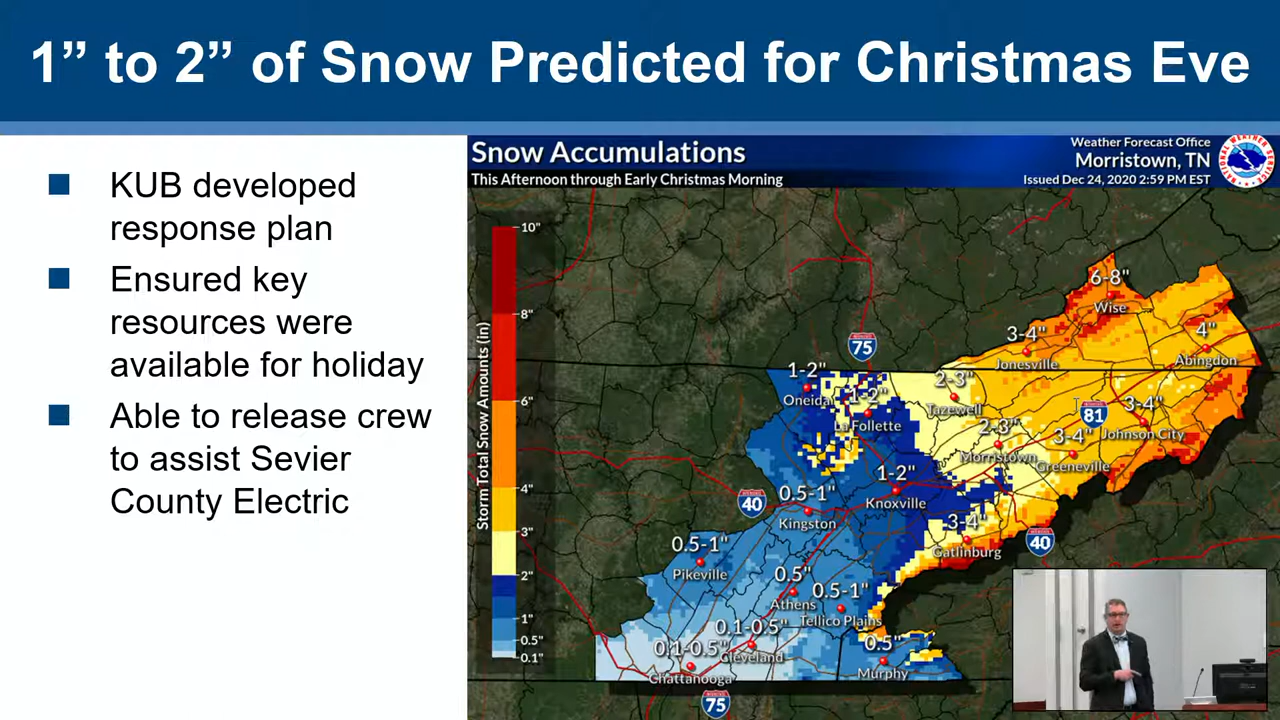 1” to 2” of Snow Predicted for Christmas Eve
KUB developed
response plan
Ensured key
resources were
available for holiday
Able to release crew
to assist Sevier
County Electric
Snow Accumulations
This Afternoon through Early Christmas Morning
Weather Forecast Office
Morristown, TN
Issued Dec 24, 2020 2:59 PM EST
NATIONAL WEATHER SERVICE
Storm Total Snow Amounts (in)
10"
8"
6"
4"
3"
2"
1"
0.5"
0.1"
6-8"
Wise
75
3-4"
Jonesville
4"
Abingdon
1-2"
Oneida
1-2"
La Follette
2-3"
Tazewell
81
3-4"
Johnson City
2-3"
Morristown
3-4"
Greeneville
1-2"
Knoxville
40
0.5-1"
Kingston
3-4"
Gatlinburg
40
0.5-1"
Pikeville
0.5"
Athens
0.5-1"
Tellico Plains
0.1-0.5"
Cleveland
0.1-0.5"
Chattanooga
0.5"
Murphy
75